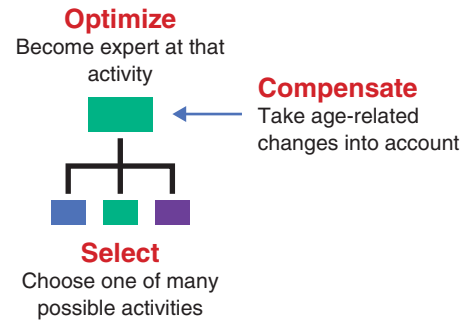 Optimize
Become expert at that
activity
Compensate
Take age-related
changes into account
Select
Choose one of many
possible activities